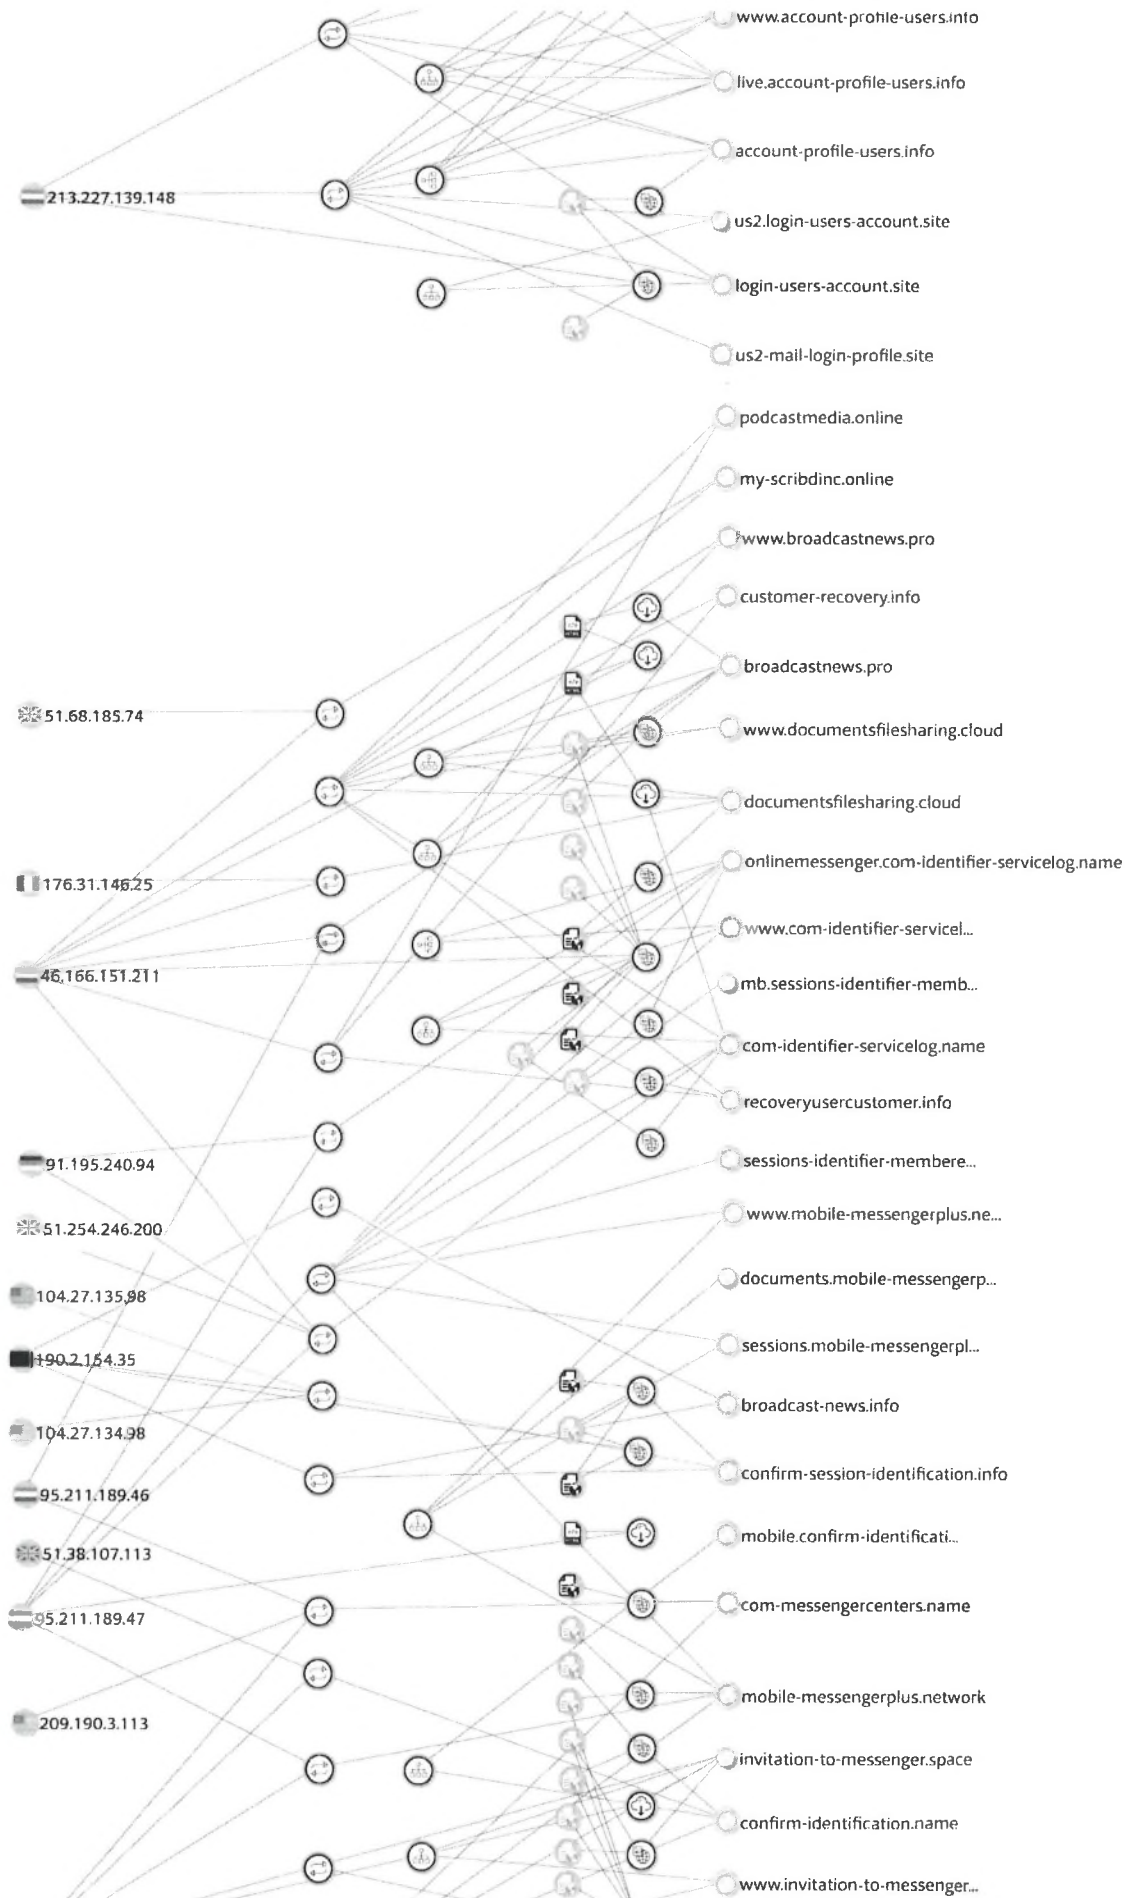 www.account-profile-users.info
live.account-profile-users.info
account-profile-users.info
213.227.139.148
us2.login-users-account.site
login-users-account.site
us2-mail-login-profile.site
podcastmedia.online
my-scribdinc.online
www.broadcastnews.pro
customer-recovery.info
broadcastnews.pro
51.68.185.74
www.documentsfilesharing.cloud
documentsfilesharing.cloud
onlinemessenger.com-identifier-servicelog.name
176.31.146.25
www.com-identifier-servicel...
46.166.151.211
mb.sessions-identifier-memb...
com-identifier-servicelog.name
recoveryusercustomer.info
91.195.240.94
sessions-identifier-membere...
www.mobile-messengerplus.ne...
51.254.246.200
documents.mobile-messengerp...
104.27.135.98
sessions.mobile-messengerpl...
190.2.154.35
broadcast-news.info
104.27.134.98
confirm-session-identification.info
95.211.189.46
mobile.confirm-identificati...
51.38.107.113
com-messengercenters.name
95.211.189.47
mobile-messengerplus.network
209.190.3.113
invitation-to-messenger.space
confirm-identification.name
www.invitation-to-messenger...